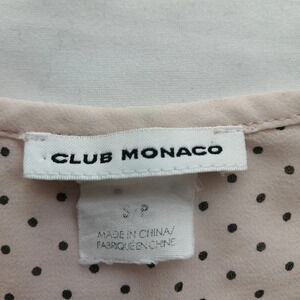 CLUB MONACO
S/P
MADE IN CHINA/
FABRIQUE EN CHINE